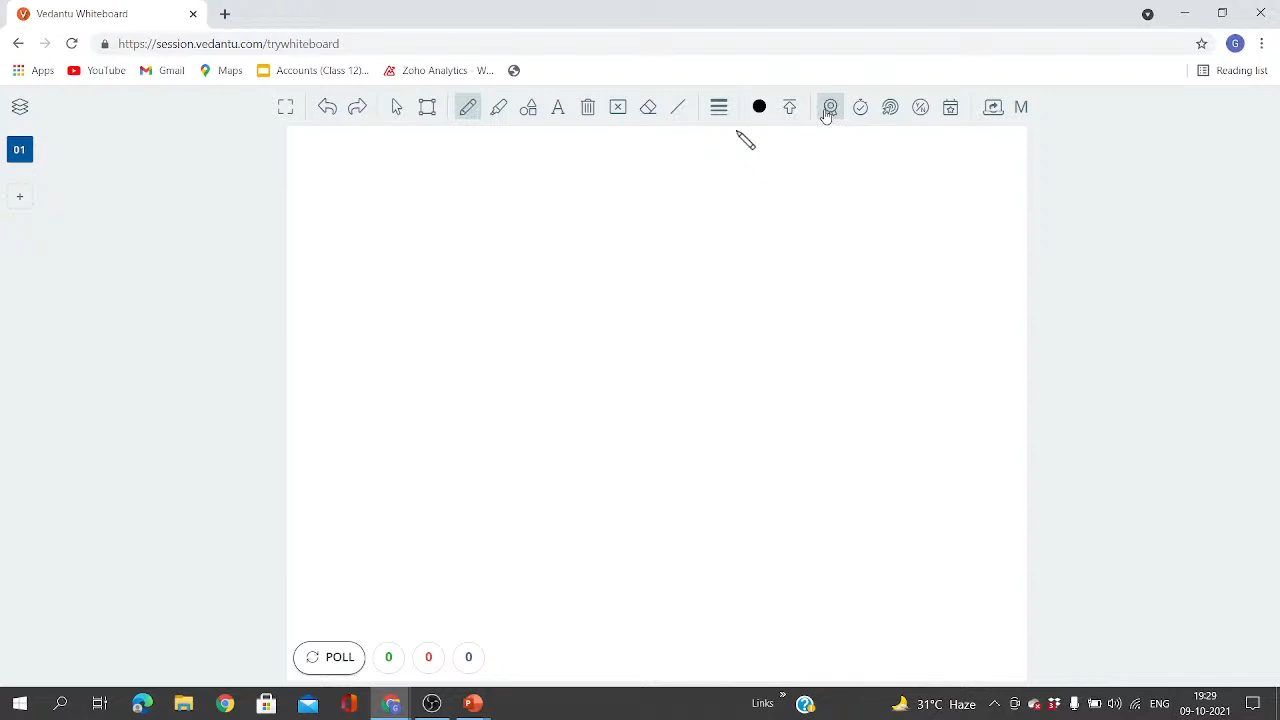 Vedantu Whiteboard
https://session.vedantu.com/trywhiteboard
G
Apps YouTube Gmail Maps Accounts (Class 12)... Zoho Analytics - W... Reading list
A M
01
+
POLL 0 0 0
Links » 31°C Haze ENG 19:29
09-10-2021